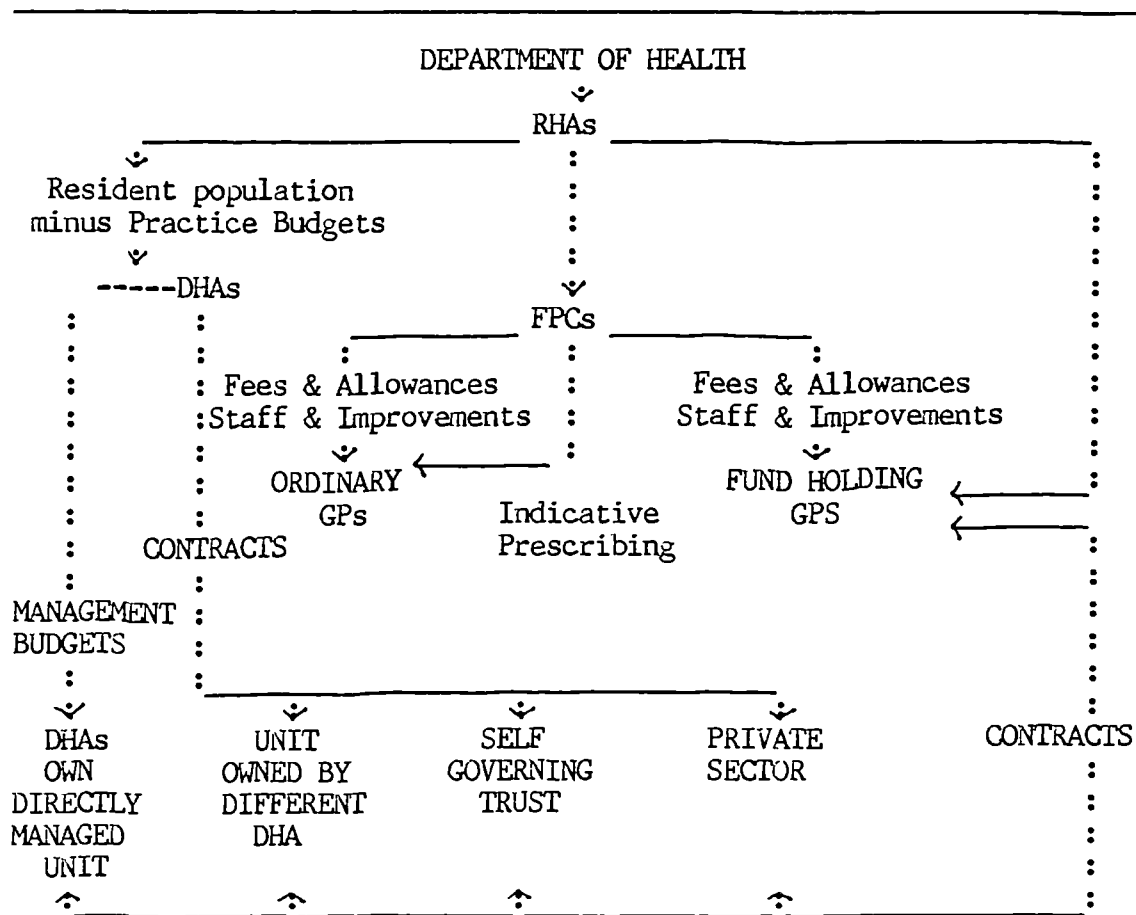 DEPARTMENT OF HEALTH
RHAs
Resident population
minus Practice Budgets
-----DHAs
FPCs
Fees & Allowances
Staff & Improvements
Fees & Allowances
Staff & Improvements
ORDINARY
GPs
FUND HOLDING
GPS
Indicative
Prescribing
CONTRACTS
MANAGEMENT
BUDGETS
DHAs
OWN
DIRECTLY
MANAGED
UNIT
UNIT
OWNED BY
DIFFERENT
DHA
SELF
GOVERNING
TRUST
PRIVATE
SECTOR
CONTRACTS